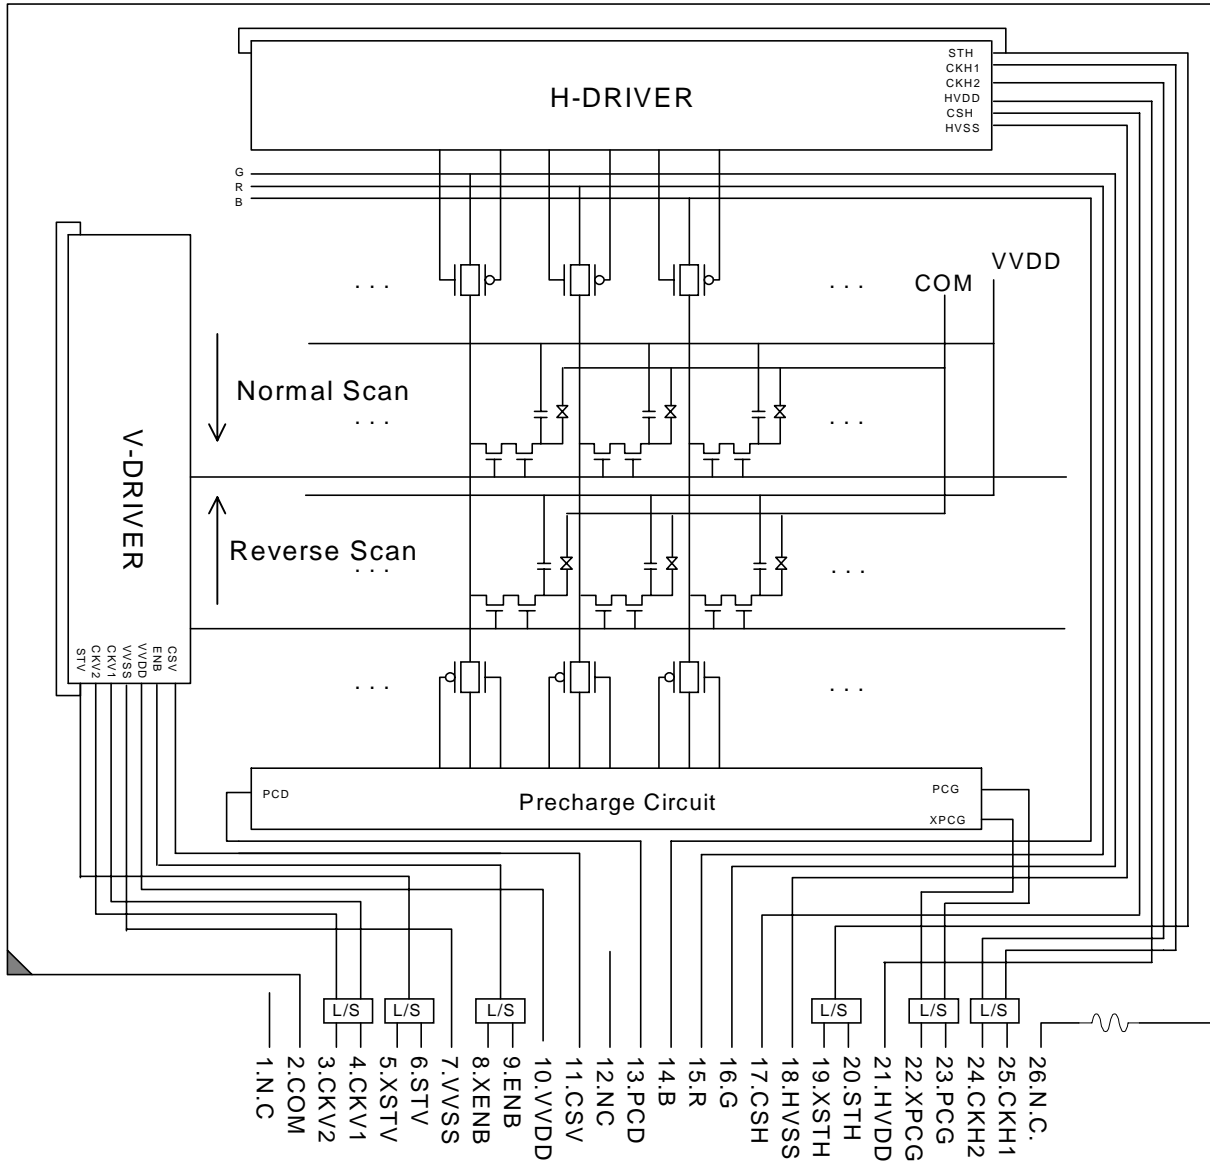 H-DRIVER
STH
CKH1
CKH2
HVDD
CSH
HVSS
G
R
B
VVDD
COM
. . .
. . .
Normal Scan
. . .
. . .
V-DRIVER
Reverse Scan
. . .
. . .
STV
CKV2
CKV1
VVSS
VVDD
ENB
CSV
. . .
. . .
PCD
Precharge Circuit
PCG
XPCG
L/S
L/S
L/S
L/S
L/S
L/S
1.N.C
2.COM
3.CKV2
4.CKV1
5.XSTV
6.STV
7.VVSS
8.XENB
9.ENB
10.VVDD
11.CSV
12.NC
13.PCD
14.B
15.R
16.G
17.CSH
18.HVSS
19.XSTH
20.STH
21.HVDD
22.XPCG
23.PCG
24.CKH2
25.CKH1
26.N.C.